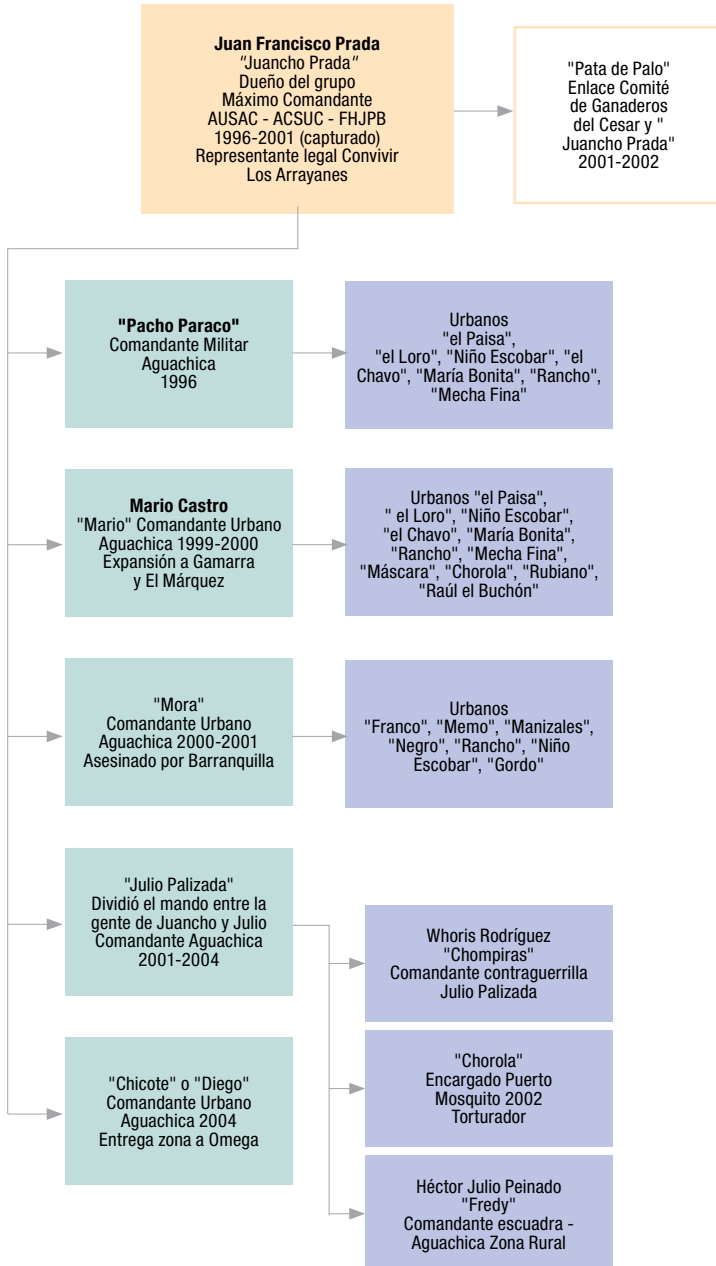 Juan Francisco Prada
“Juancho Prada“
Dueño del grupo
Máximo Comandante
AUSAC - ACSUC - FHJPB
1996-2001 (capturado)
Representante legal Convivir
Los Arrayanes
"Pata de Palo"
Enlace Comité
de Ganaderos
del Cesar y "
Juancho Prada"
2001-2002
"Pacho Paraco"
Comandante Militar
Aguachica
1996
Urbanos
"el Paisa",
"el Loro", "Niño Escobar", "el
Chavo", "María Bonita", "Rancho",
"Mecha Fina"
Mario Castro
"Mario" Comandante Urbano
Aguachica 1999-2000
Expansión a Gamarra
y El Márquez
Urbanos "el Paisa",
" el Loro", "Niño Escobar",
"el Chavo", "María Bonita",
"Rancho", "Mecha Fina",
"Máscara", "Chorola", "Rubiano",
"Raúl el Buchón"
"Mora"
Comandante Urbano
Aguachica 2000-2001
Asesinado por Barranquilla
Urbanos
"Franco", "Memo", "Manizales",
"Negro", "Rancho", "Niño
Escobar", "Gordo"
"Julio Palizada"
Dividió el mando entre la
gente de Juancho y Julio
Comandante Aguachica
2001-2004
Whoris Rodríguez
"Chompiras"
Comandante contraguerrilla
Julio Palizada
"Chorola"
Encargado Puerto
Mosquito 2002
Torturador
"Chicote" o "Diego"
Comandante Urbano
Aguachica 2004
Entrega zona a Omega
Héctor Julio Peinado
"Fredy"
Comandante escuadra -
Aguachica Zona Rural